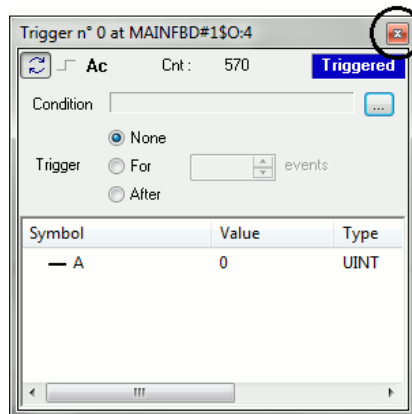 Trigger n° 0 at MAINFBD#1$O:4
Ac Cnt : 570 Triggered
Condition ...
None
Trigger For events
After
Symbol Value Type
A 0 UINT